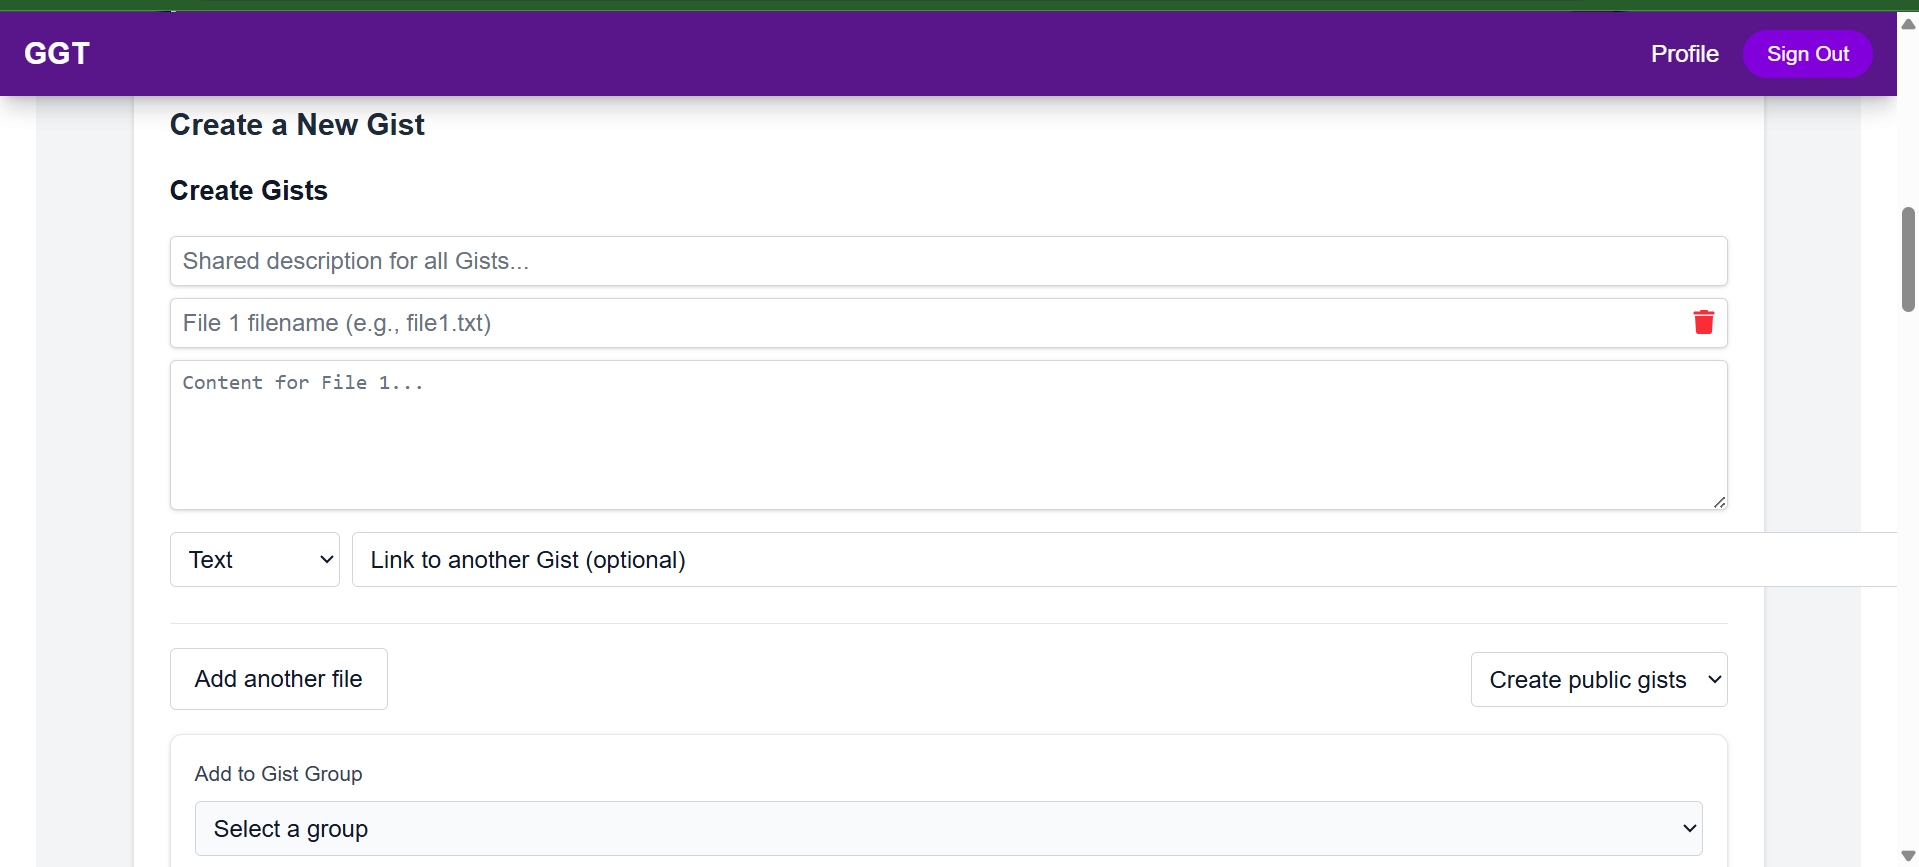 GGT
Profile
Sign Out
Create a New Gist
Create Gists
Shared description for all Gists...
File 1 filename (e.g., file1.txt)
Content for File 1...
Text
Link to another Gist (optional)
Add another file
Create public gists
Add to Gist Group
Select a group